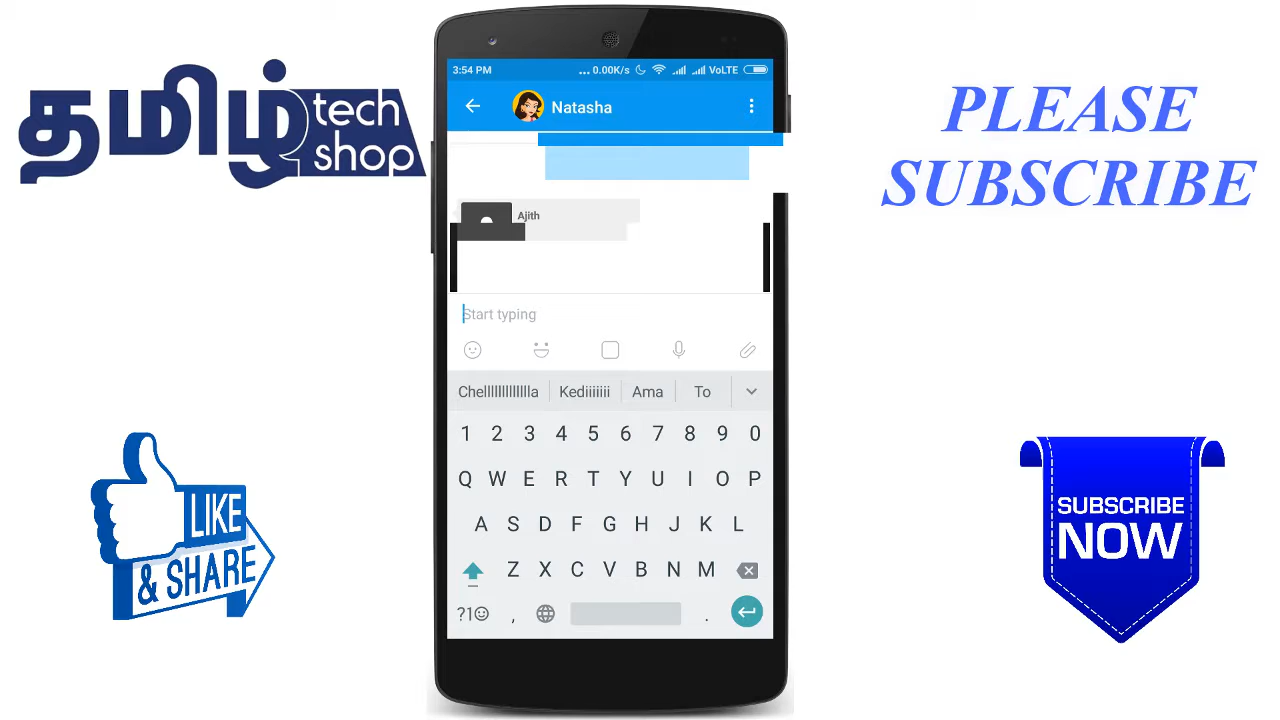 தமிழ் tech shop
PLEASE
SUBSCRIBE
3:54 PM ... 0.00K/s VoLTE
Natasha
Ajith
Start typing
Chellllllllllllla Kediiiiiii Ama To
1 2 3 4 5 6 7 8 9 0
Q W E R T Y U I O P
A S D F G H J K L
Z X C V B N M
?1☺ , .
LIKE
& SHARE
SUBSCRIBE
NOW